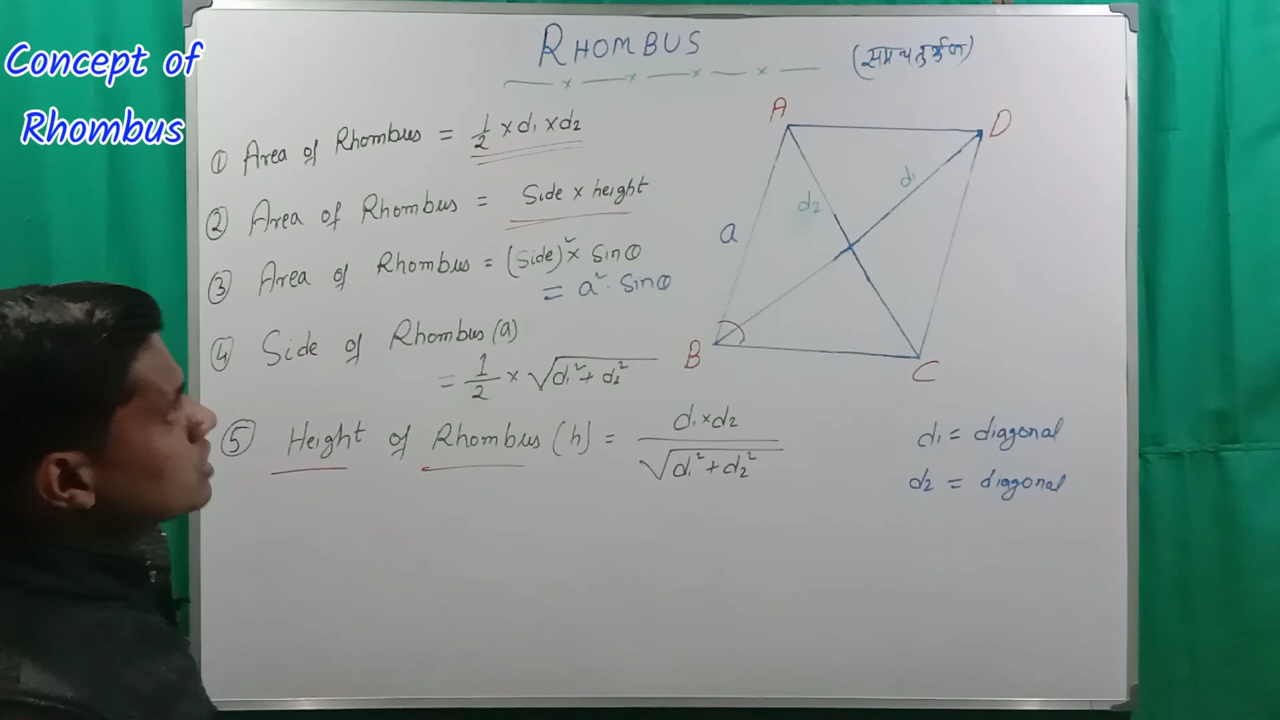 Concept of
Rhombus
RHOMBUS
(समचतुर्भुज)
① Area of Rhombus = 1/2 × d₁ × d₂
② Area of Rhombus = Side × height
③ Area of Rhombus = (Side)² × Sinθ
= a² · Sinθ
④ Side of Rhombus (a)
= 1/2 × √(d₁² + d₂²)
⑤ Height of Rhombus (h) = d₁ × d₂ / √(d₁² + d₂²)
A
D
d₁
d₂
a
B
C
d₁ = diagonal
d₂ = diagonal